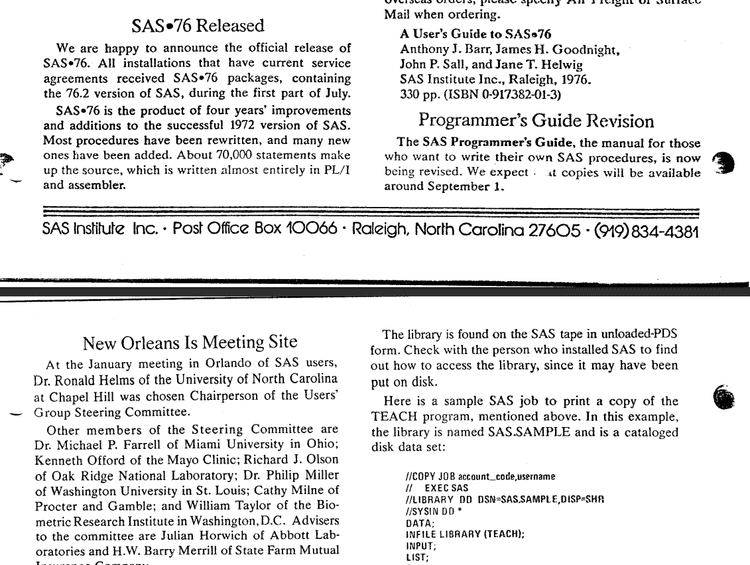 SAS•76 Released
We are happy to announce the official release of
SAS•76. All installations that have current service
agreements received SAS•76 packages, containing
the 76.2 version of SAS, during the first part of July.
SAS•76 is the product of four years' improvements
and additions to the successful 1972 version of SAS.
Most procedures have been rewritten, and many new
ones have been added. About 70,000 statements make
up the source, which is written almost entirely in PL/I
and assembler.
Mail when ordering.
A User's Guide to SAS•76
Anthony J. Barr, James H. Goodnight,
John P. Sall, and Jane T. Helwig
SAS Institute Inc., Raleigh, 1976.
330 pp. (ISBN 0-917382-01-3)
Programmer's Guide Revision
The SAS Programmer's Guide, the manual for those
who want to write their own SAS procedures, is now
being revised. We expect at copies will be available
around September 1.
SAS Institute Inc. · Post Office Box 10066 · Raleigh, North Carolina 27605 · (919) 834-4381
New Orleans Is Meeting Site
At the January meeting in Orlando of SAS users,
Dr. Ronald Helms of the University of North Carolina
at Chapel Hill was chosen Chairperson of the Users'
Group Steering Committee.
Other members of the Steering Committee are
Dr. Michael P. Farrell of Miami University in Ohio;
Kenneth Offord of the Mayo Clinic; Richard J. Olson
of Oak Ridge National Laboratory; Dr. Philip Miller
of Washington University in St. Louis; Cathy Milne of
Procter and Gamble; and William Taylor of the Bio-
metric Research Institute in Washington, D.C. Advisers
to the committee are Julian Horwich of Abbott Lab-
oratories and H.W. Barry Merrill of State Farm Mutual
The library is found on the SAS tape in unloaded-PDS
form. Check with the person who installed SAS to find
out how to access the library, since it may have been
put on disk.
Here is a sample SAS job to print a copy of the
TEACH program, mentioned above. In this example,
the library is named SAS.SAMPLE and is a cataloged
disk data set:
//COPY JOB account_code,username
// EXEC SAS
//LIBRARY DD DSN=SAS.SAMPLE,DISP=SHR
//SYSIN DD *
DATA;
INFILE LIBRARY (TEACH);
INPUT;
LIST;